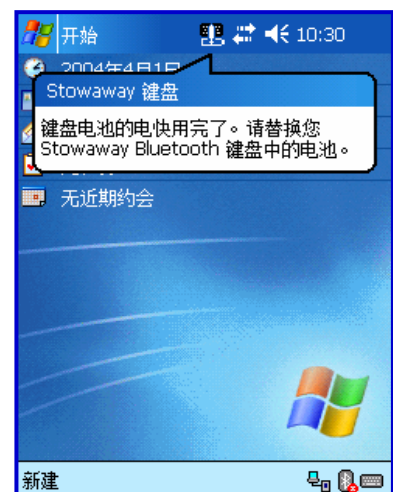 开始 10:30
2004年4月1日
Stowaway 键盘
键盘电池的电快用完了。请替换您
Stowaway Bluetooth 键盘中的电池。
无近期约会
新建